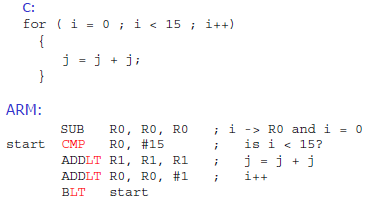 C:
for ( i = 0 ; i < 15 ; i++)
{
j = j + j;
}
ARM:
SUB R0, R0, R0 ; i -> R0 and i = 0
start CMP R0, #15 ; is i < 15?
ADDLT R1, R1, R1 ; j = j + j
ADDLT R0, R0, #1 ; i++
BLT start